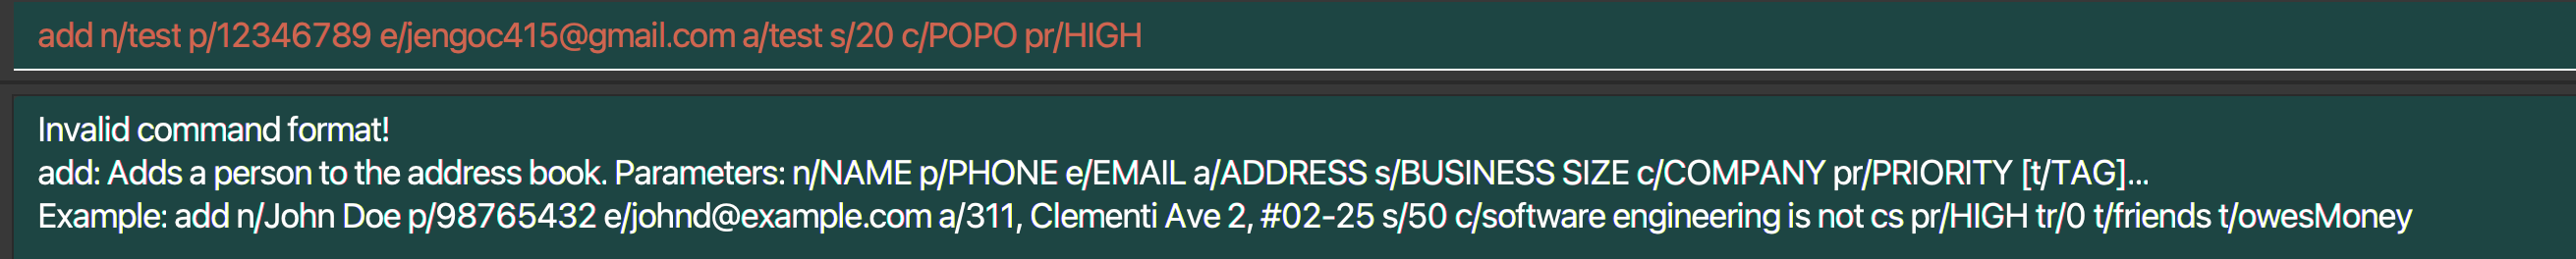 add n/test p/12346789 e/jengoc415@gmail.com a/test s/20 c/POPO pr/HIGH
Invalid command format!
add: Adds a person to the address book. Parameters: n/NAME p/PHONE e/EMAIL a/ADDRESS s/BUSINESS SIZE c/COMPANY pr/PRIORITY [t/TAG]...
Example: add n/John Doe p/98765432 e/johnd@example.com a/311, Clementi Ave 2, #02-25 s/50 c/software engineering is not cs pr/HIGH tr/0 t/friends t/owesMoney